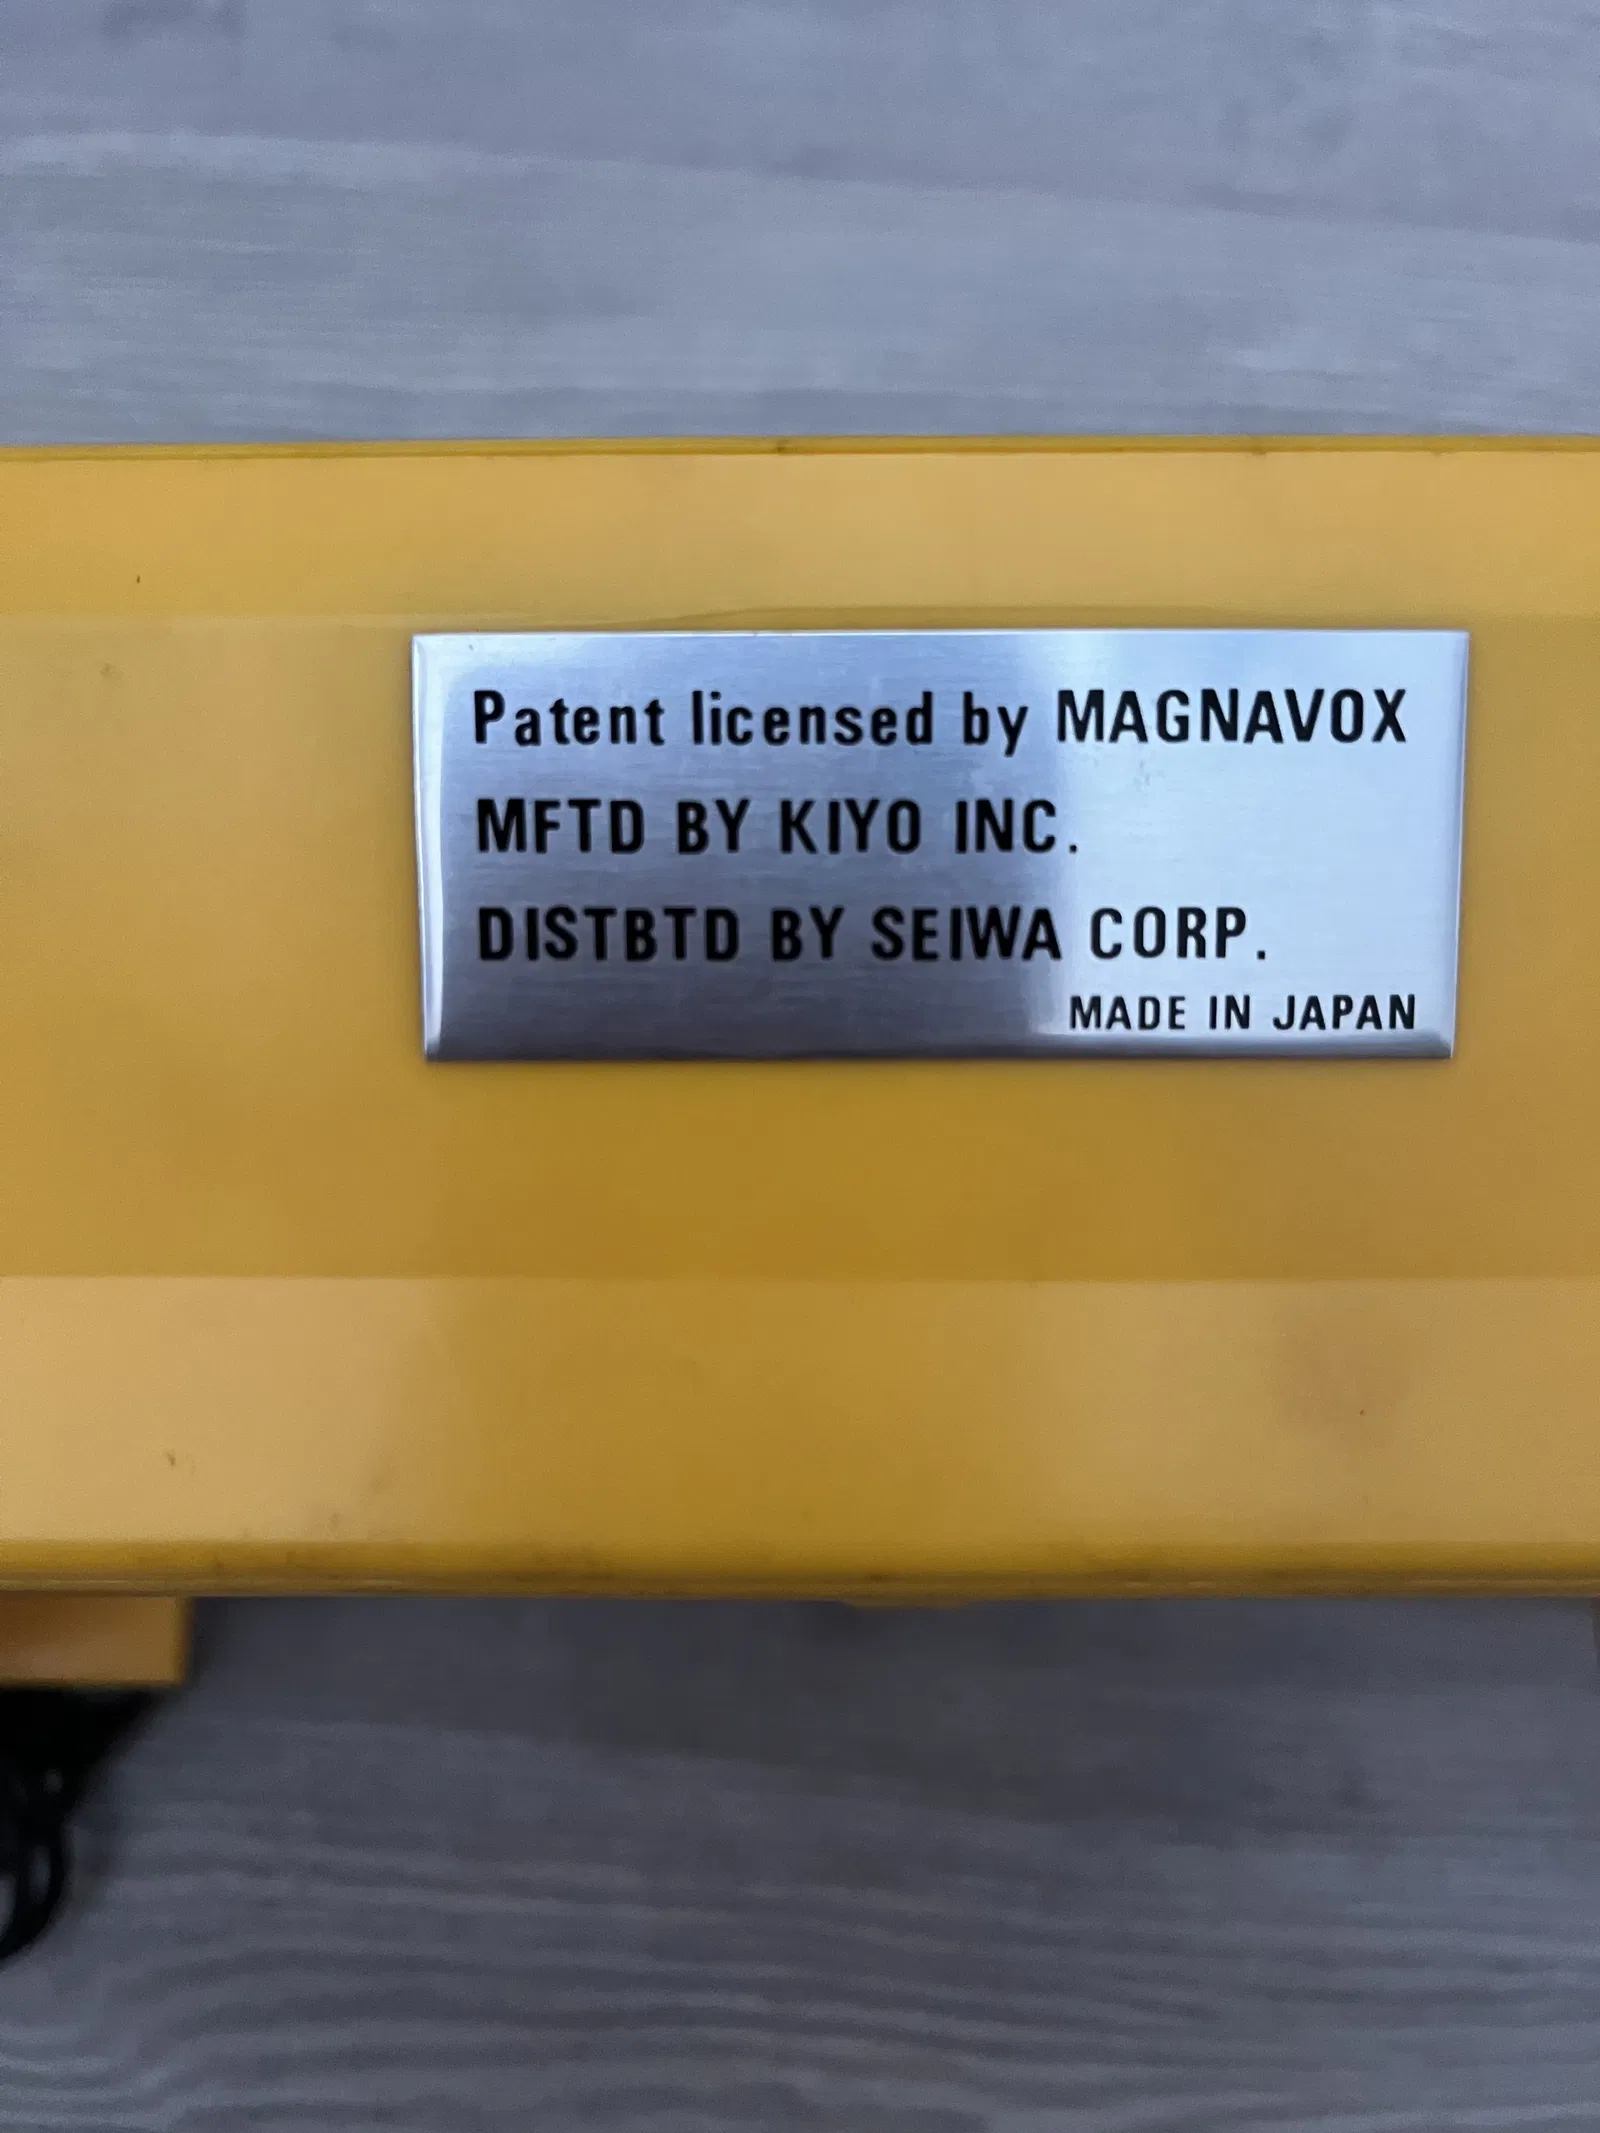 Patent licensed by MAGNAVOX
MFTD BY KIYO INC.
DISTBTD BY SEIWA CORP.
MADE IN JAPAN